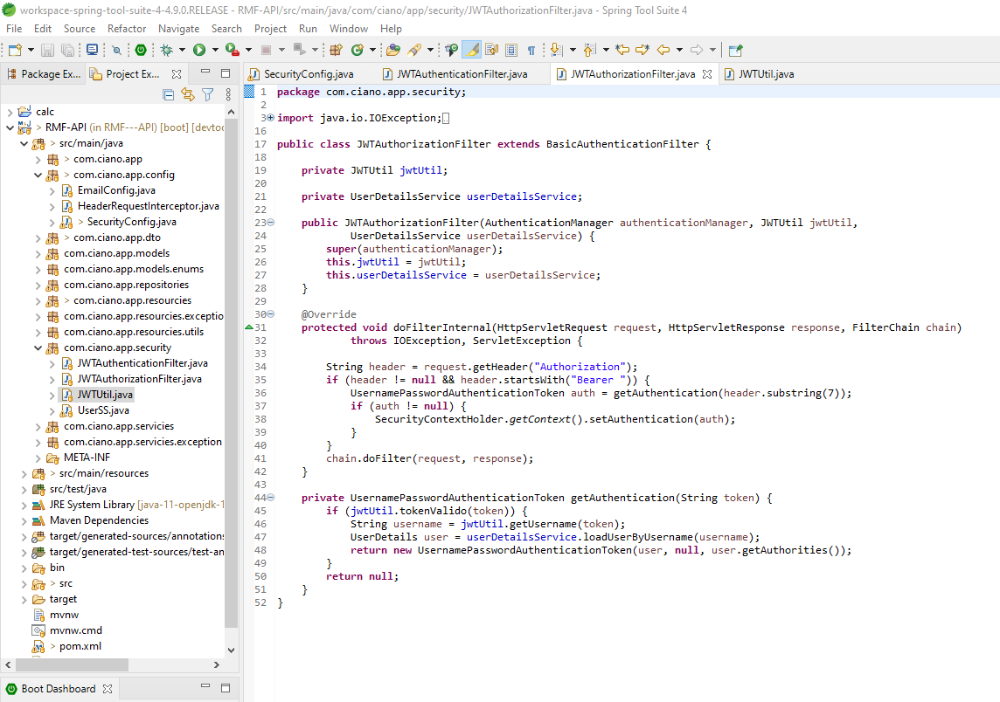 workspace-spring-tool-suite-4-4.9.0.RELEASE - RMF-API/src/main/java/com/ciano/app/security/JWTAuthorizationFilter.java - Spring Tool Suite 4
File Edit Source Refactor Navigate Search Project Run Window Help
Package Ex... Project Ex...
calc
> RMF-API (in RMF---API) [boot] [devtoo
> src/main/java
> com.ciano.app
> com.ciano.app.config
EmailConfig.java
HeaderRequestInterceptor.java
> SecurityConfig.java
> com.ciano.app.dto
com.ciano.app.models
com.ciano.app.models.enums
com.ciano.app.repositories
> com.ciano.app.resourcies
com.ciano.app.resourcies.exceptio
com.ciano.app.resourcies.utils
com.ciano.app.security
JWTAuthenticationFilter.java
JWTAuthorizationFilter.java
JWTUtil.java
UserSS.java
com.ciano.app.servicies
com.ciano.app.servicies.exception
META-INF
> src/main/resources
src/test/java
JRE System Library [java-11-openjdk-1
Maven Dependencies
target/generated-sources/annotations
target/generated-test-sources/test-an
bin
> src
target
mvnw
mvnw.cmd
> pom.xml
Boot Dashboard
SecurityConfig.java JWTAuthenticationFilter.java JWTAuthorizationFilter.java JWTUtil.java
1 package com.ciano.app.security;
2
3 import java.io.IOException;
16
17 public class JWTAuthorizationFilter extends BasicAuthenticationFilter {
18
19 private JWTUtil jwtUtil;
20
21 private UserDetailsService userDetailsService;
22
23 public JWTAuthorizationFilter(AuthenticationManager authenticationManager, JWTUtil jwtUtil,
24 UserDetailsService userDetailsService) {
25 super(authenticationManager);
26 this.jwtUtil = jwtUtil;
27 this.userDetailsService = userDetailsService;
28 }
29
30 @Override
31 protected void doFilterInternal(HttpServletRequest request, HttpServletResponse response, FilterChain chain)
32 throws IOException, ServletException {
33
34 String header = request.getHeader("Authorization");
35 if (header != null && header.startsWith("Bearer ")) {
36 UsernamePasswordAuthenticationToken auth = getAuthentication(header.substring(7));
37 if (auth != null) {
38 SecurityContextHolder.getContext().setAuthentication(auth);
39 }
40 }
41 chain.doFilter(request, response);
42 }
43
44 private UsernamePasswordAuthenticationToken getAuthentication(String token) {
45 if (jwtUtil.tokenValido(token)) {
46 String username = jwtUtil.getUsername(token);
47 UserDetails user = userDetailsService.loadUserByUsername(username);
48 return new UsernamePasswordAuthenticationToken(user, null, user.getAuthorities());
49 }
50 return null;
51 }
52 }